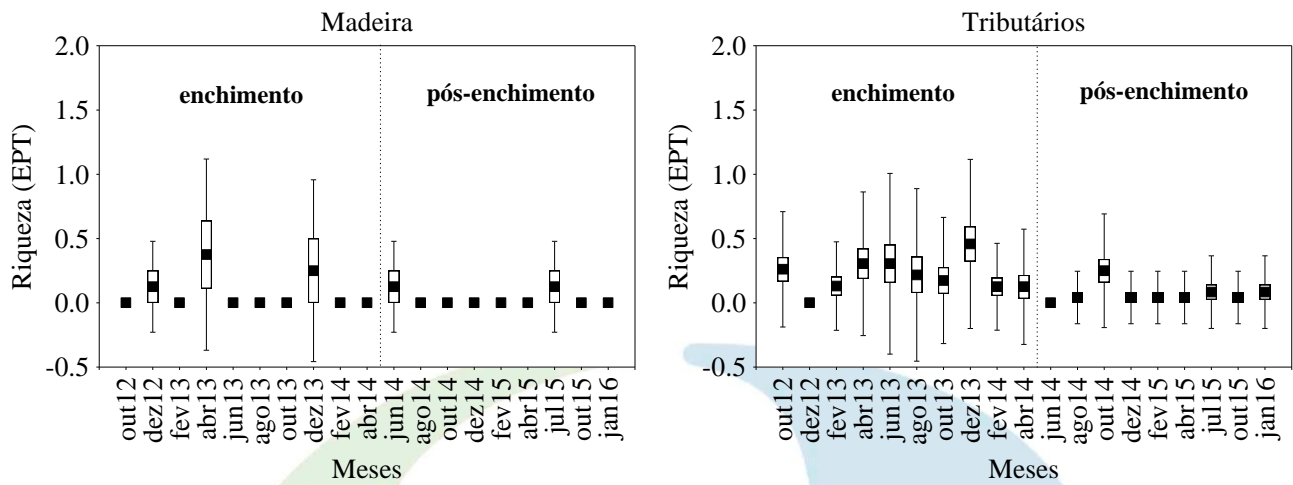 Madeira
2.0
1.5
1.0
0.5
0.0
-0.5
Riqueza (EPT)
enchimento
pós-enchimento
out12
dez12
fev13
abr13
jun13
ago13
out13
dez13
fev14
abr14
jun14
ago14
out14
dez14
fev15
abr15
jul15
out15
jan16
Meses
Tributários
2.0
1.5
1.0
0.5
0.0
-0.5
Riqueza (EPT)
enchimento
pós-enchimento
out12
dez12
fev13
abr13
jun13
ago13
out13
dez13
fev14
abr14
jun14
ago14
out14
dez14
fev15
abr15
jul15
out15
jan16
Meses